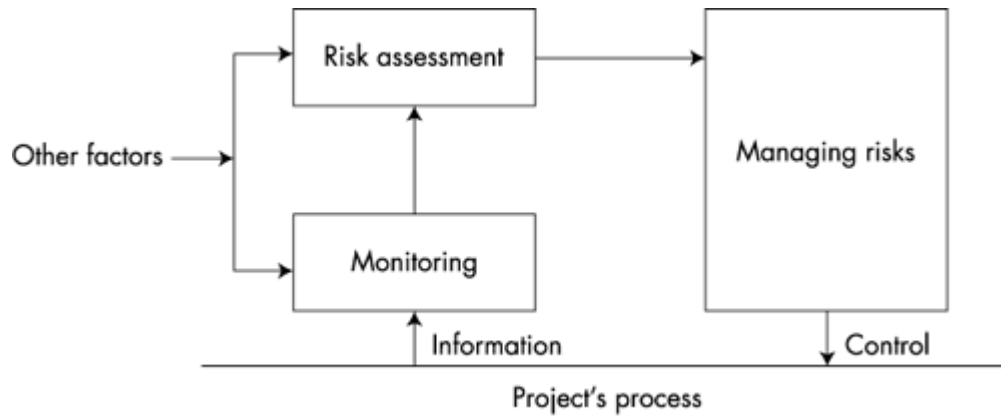 Risk assessment
Managing risks
Other factors
Monitoring
Information
Control
Project's process